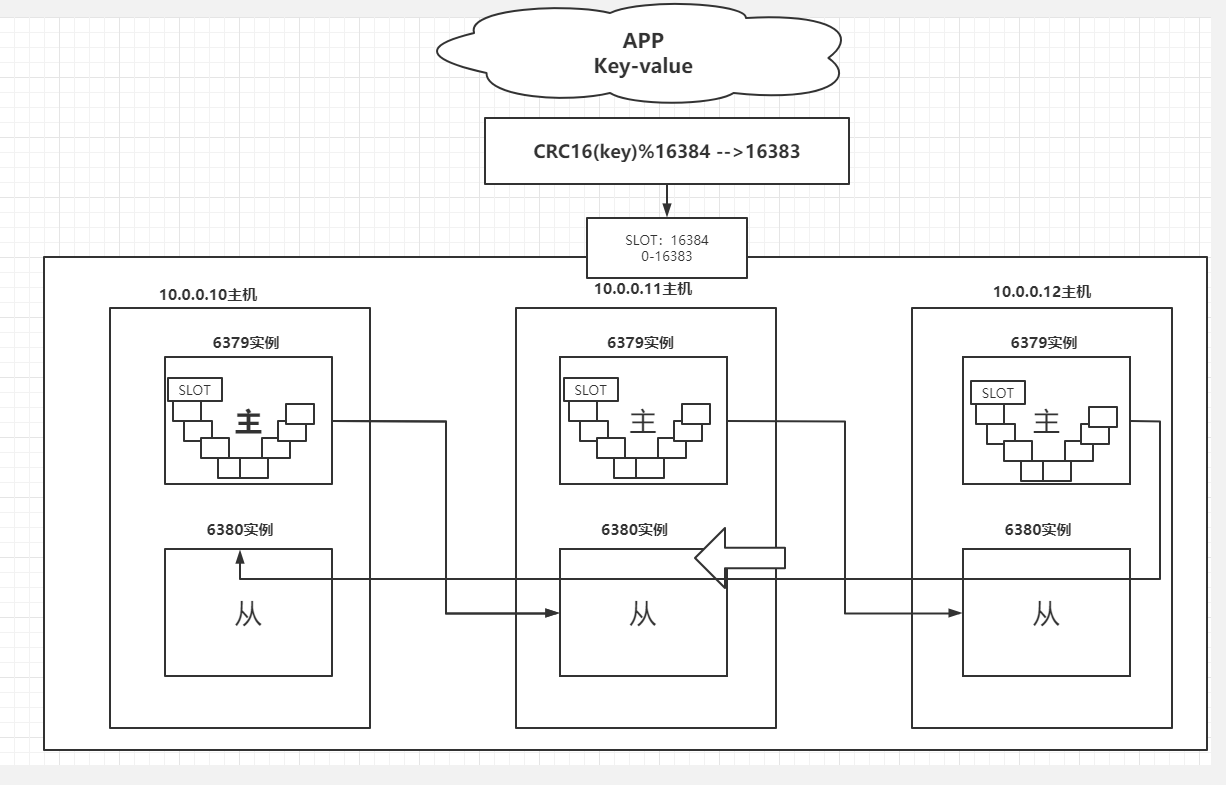 APP
Key-value
CRC16(key)%16384 -->16383
SLOT：16384
0-16383
10.0.0.10主机
10.0.0.11主机
10.0.0.12主机
6379实例
6379实例
6379实例
SLOT
主
SLOT
主
SLOT
主
6380实例
6380实例
6380实例
从
从
从